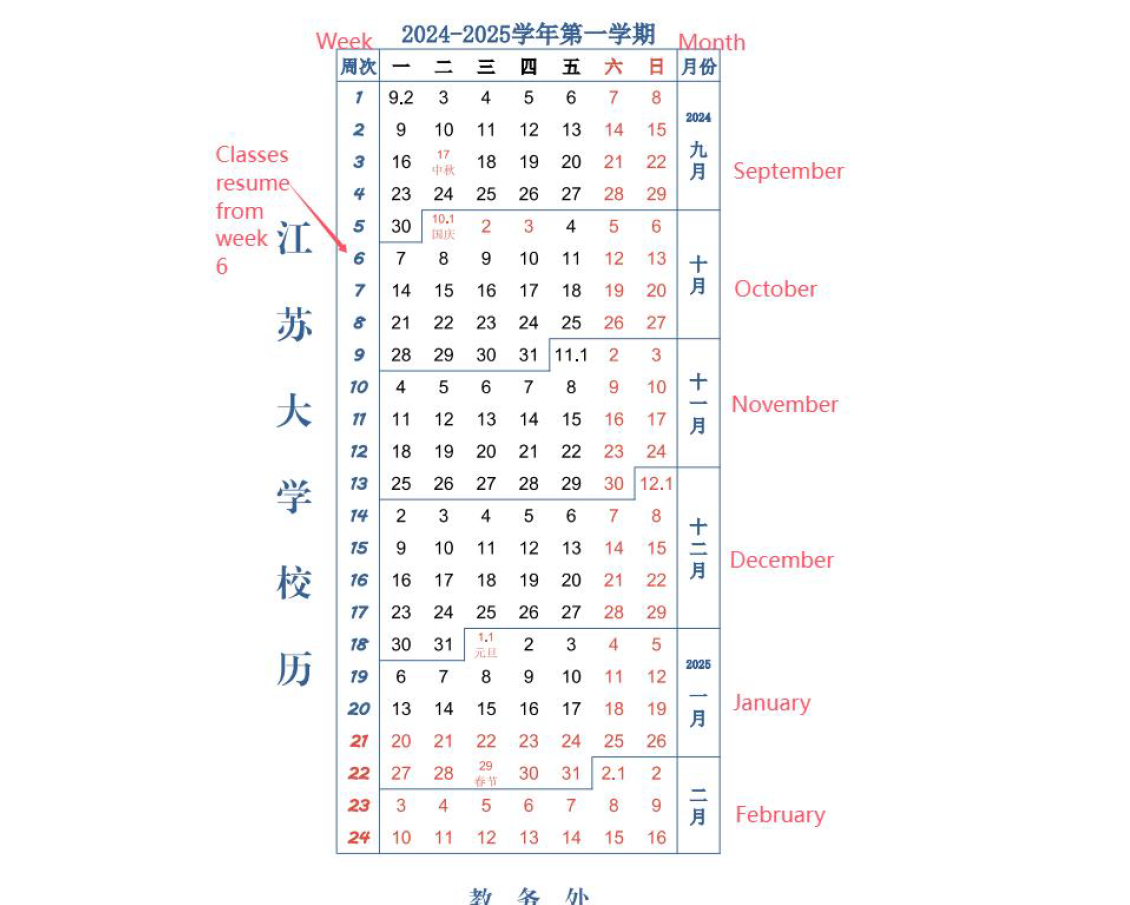 2024-2025学年第一学期
Week
Month
周次 一 二 三 四 五 六 日 月份
1 9.2 3 4 5 6 7 8
2 9 10 11 12 13 14 15
3 16 17 中秋 18 19 20 21 22
4 23 24 25 26 27 28 29
2024 九月
September
5 30 10.1 国庆 2 3 4 5 6
6 7 8 9 10 11 12 13
7 14 15 16 17 18 19 20
8 21 22 23 24 25 26 27
十月
October
9 28 29 30 31 11.1 2 3
10 4 5 6 7 8 9 10
11 11 12 13 14 15 16 17
12 18 19 20 21 22 23 24
十一月
November
13 25 26 27 28 29 30 12.1
14 2 3 4 5 6 7 8
15 9 10 11 12 13 14 15
16 16 17 18 19 20 21 22
17 23 24 25 26 27 28 29
十二月
December
18 30 31 1.1 元旦 2 3 4 5
19 6 7 8 9 10 11 12
20 13 14 15 16 17 18 19
21 20 21 22 23 24 25 26
2025 一月
January
22 27 28 29 春节 30 31 2.1 2
23 3 4 5 6 7 8 9
24 10 11 12 13 14 15 16
二月
February
Classes
resume
from
week
6
江苏大学校历
教务处